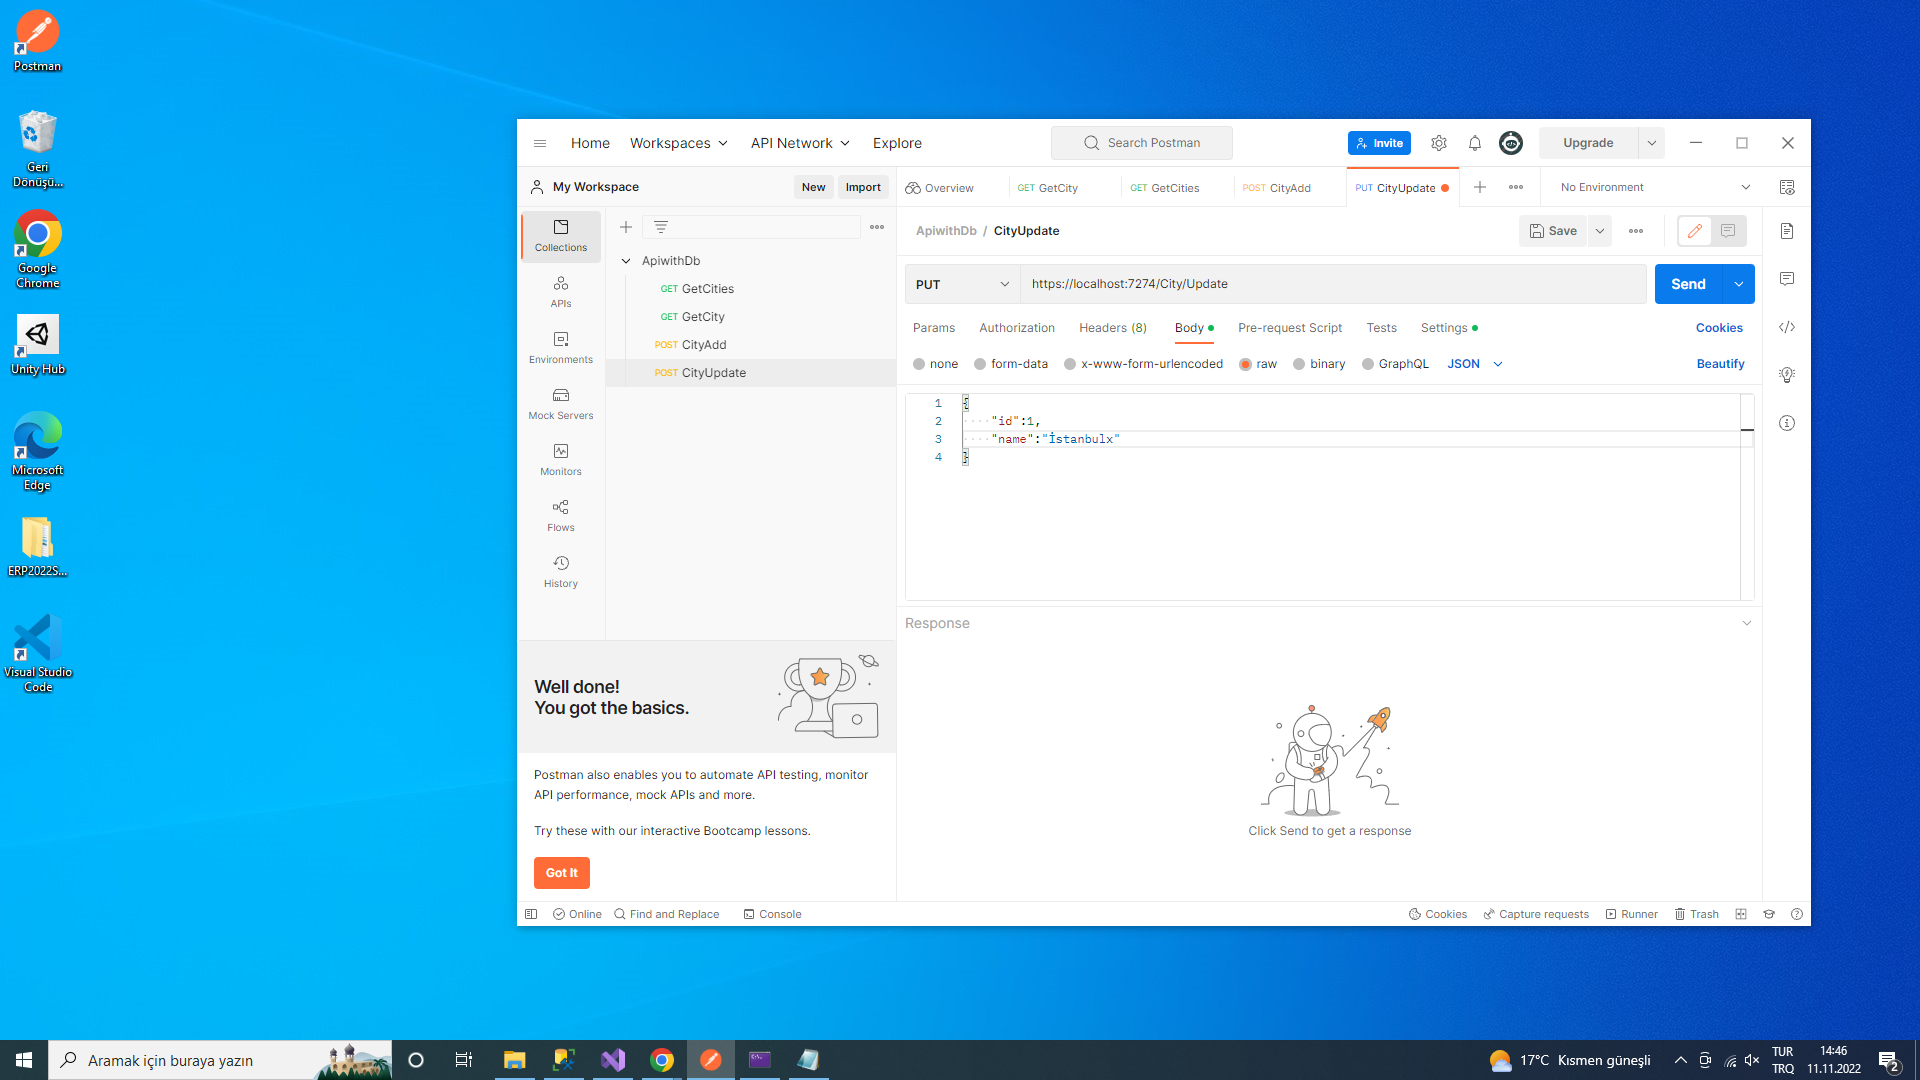 Postman
Geri
Dönüşü...
Google
Chrome
Unity Hub
Microsoft
Edge
ERP2022S...
Visual Studio
Code
Home
Workspaces
API Network
Explore
Search Postman
Invite
Upgrade
My Workspace
New
Import
Overview
GET GetCity
GET GetCities
POST CityAdd
PUT CityUpdate
No Environment
Collections
APIs
Environments
Mock Servers
Monitors
Flows
History
ApiwithDb
GET GetCities
GET GetCity
POST CityAdd
POST CityUpdate
ApiwithDb / CityUpdate
Save
PUT
https://localhost:7274/City/Update
Send
Params
Authorization
Headers (8)
Body
Pre-request Script
Tests
Settings
Cookies
none
form-data
x-www-form-urlencoded
raw
binary
GraphQL
JSON
Beautify
1 {
2 "id":1,
3 "name":"İstanbulx"
4 }
Response
Click Send to get a response
Well done!
You got the basics.
Postman also enables you to automate API testing, monitor
API performance, mock APIs and more.
Try these with our interactive Bootcamp lessons.
Got It
Online
Find and Replace
Console
Cookies
Capture requests
Runner
Trash
Aramak için buraya yazın
17°C Kısmen güneşli
TUR
TRQ
14:46
11.11.2022
2